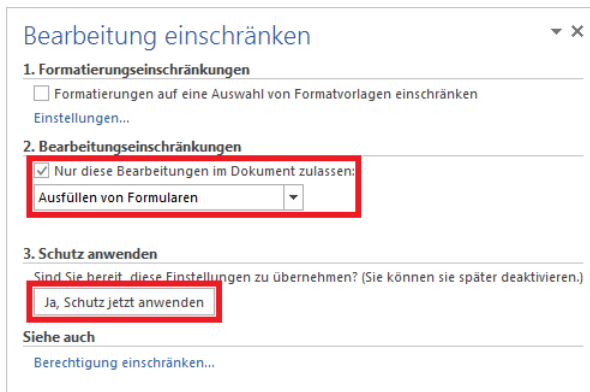 Bearbeitung einschränken
1. Formatierungseinschränkungen
Formatierungen auf eine Auswahl von Formatvorlagen einschränken
Einstellungen...
2. Bearbeitungseinschränkungen
Nur diese Bearbeitungen im Dokument zulassen:
Ausfüllen von Formularen
3. Schutz anwenden
Sind Sie bereit, diese Einstellungen zu übernehmen? (Sie können sie später deaktivieren.)
Ja, Schutz jetzt anwenden
Siehe auch
Berechtigung einschränken...